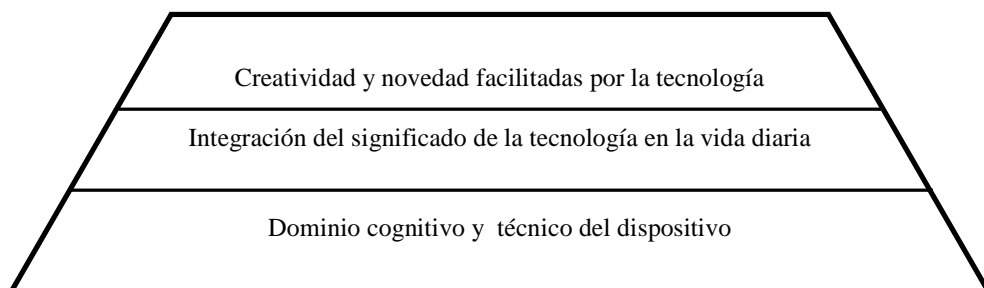 Creatividad y novedad facilitadas por la tecnología
Integración del significado de la tecnología en la vida diaria
Dominio cognitivo y técnico del dispositivo